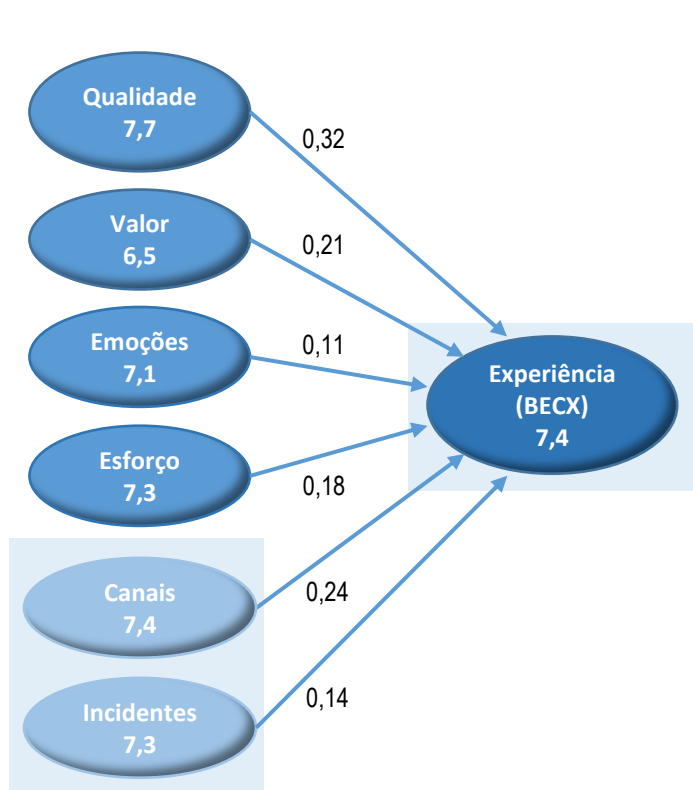 Qualidade
7,7
0,32
Valor
6,5
0,21
Emoções
7,1
0,11
Experiência
(BECX)
7,4
Esforço
7,3
0,18
Canais
7,4
0,24
Incidentes
7,3
0,14